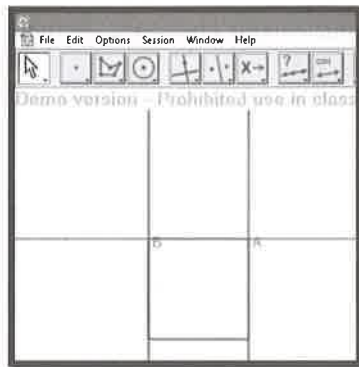 File Edit Options Session Window Help
X→ ?
Demo version - Prohibited use in class
B A